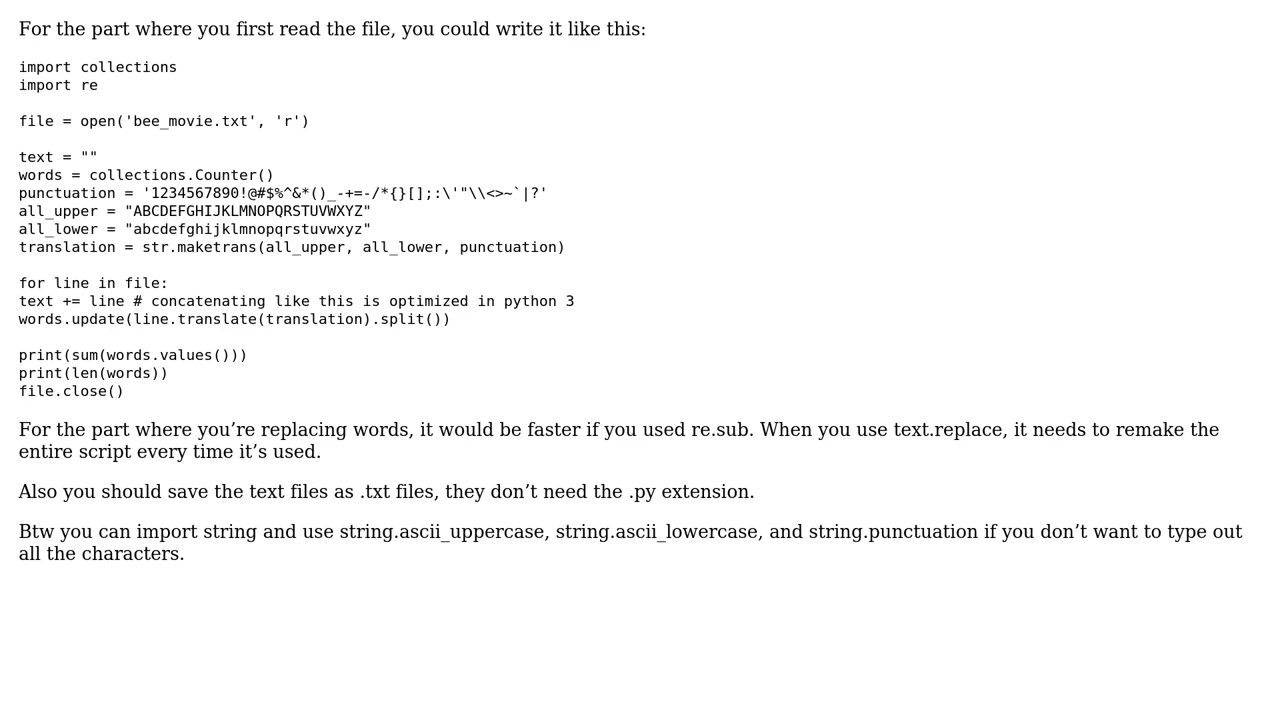 For the part where you first read the file, you could write it like this:
import collections
import re
file = open('bee_movie.txt', 'r')
text = ""
words = collections.Counter()
punctuation = '1234567890!@#$%^&*()_-+=-/*{}[];:\'"\\<>~`|?'
all_upper = "ABCDEFGHIJKLMNOPQRSTUVWXYZ"
all_lower = "abcdefghijklmnopqrstuvwxyz"
translation = str.maketrans(all_upper, all_lower, punctuation)
for line in file:
text += line # concatenating like this is optimized in python 3
words.update(line.translate(translation).split())
print(sum(words.values()))
print(len(words))
file.close()
For the part where you’re replacing words, it would be faster if you used re.sub. When you use text.replace, it needs to remake the
entire script every time it’s used.
Also you should save the text files as .txt files, they don’t need the .py extension.
Btw you can import string and use string.ascii_uppercase, string.ascii_lowercase, and string.punctuation if you don’t want to type out
all the characters.